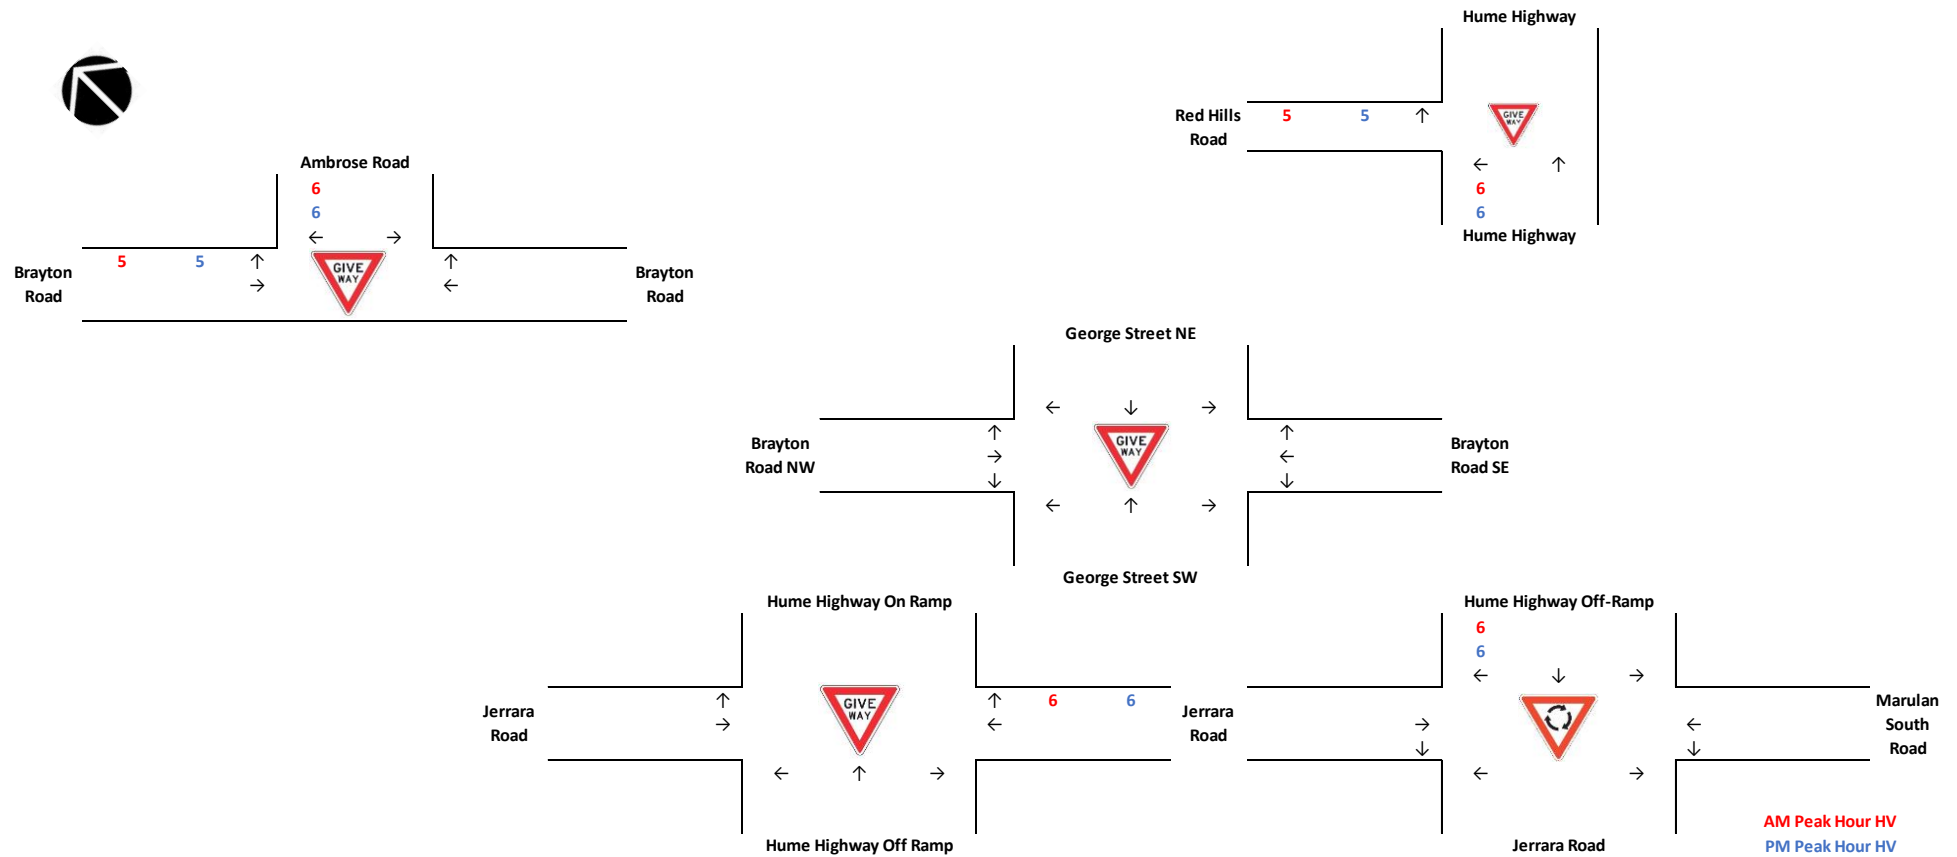 Hume Highway
Red Hills
Road
5 5 ↑
GIVE
WAY
← ↑
6
6
Hume Highway
Ambrose Road
6
6
← →
Brayton
Road
5 5 ↑
→
GIVE
WAY
↑
←
Brayton
Road
George Street NE
← ↓ →
Brayton
Road NW
↑
→
↓
GIVE
WAY
↑
←
↓
Brayton
Road SE
← ↑ →
George Street SW
Hume Highway On Ramp
Jerrara
Road
↑
→
GIVE
WAY
↑ 6 6
←
← ↑ →
Hume Highway Off Ramp
Hume Highway Off-Ramp
6
6
← ↓ →
Jerrara
Road
→
↓
←
↓
Marulan
South
Road
← →
Jerrara Road
AM Peak Hour HV
PM Peak Hour HV